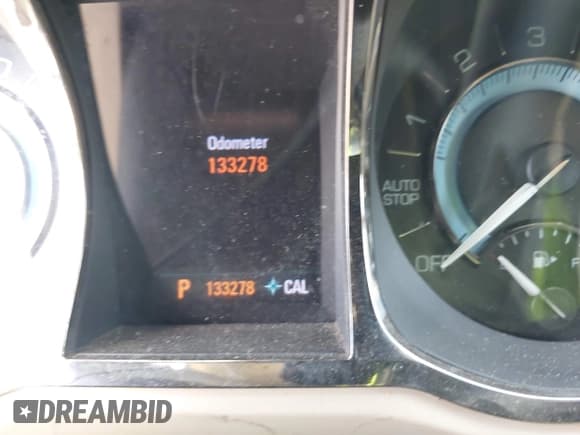 Odometer
133278
P 133278 CAL
1
2
3
AUTO
STOP
OFF
F
DREAMBID